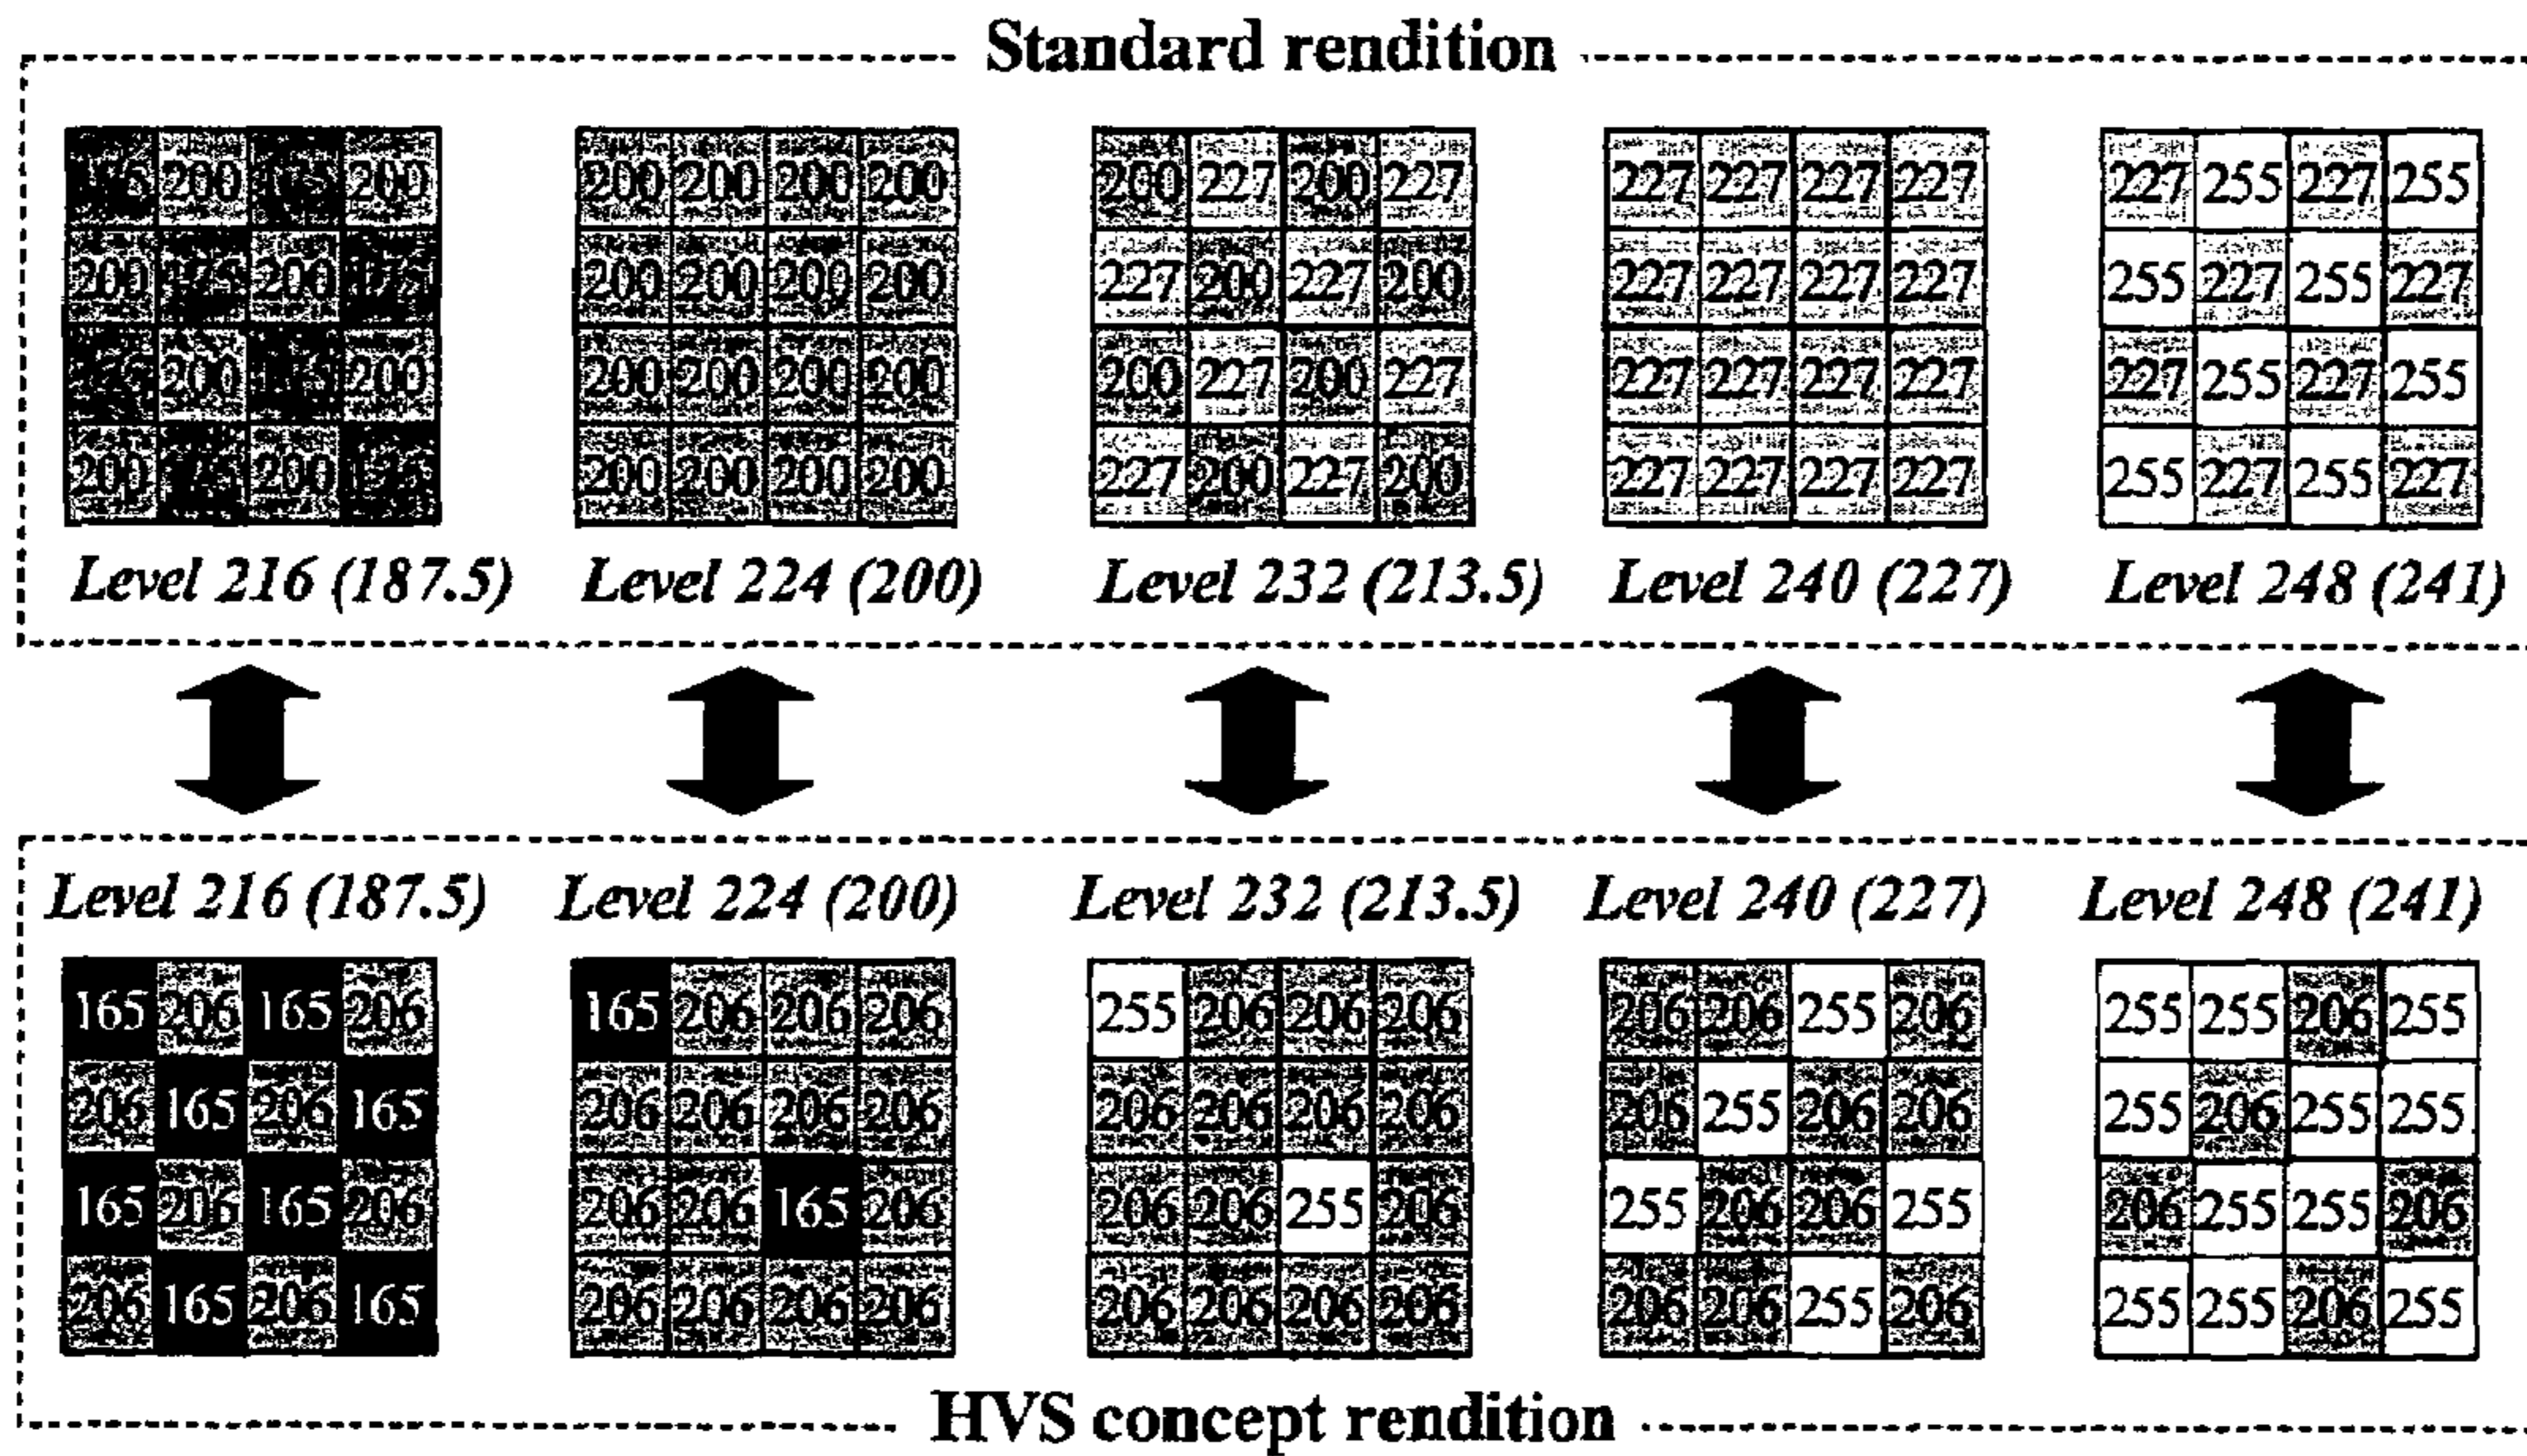 Standard rendition
175 200 175 200 200 200 200 200 200 227 200 227 227 227 227 227 227 255 227 255
200 175 200 175 200 200 200 200 227 200 227 200 227 227 227 227 255 227 255 227
175 200 175 200 200 200 200 200 200 227 200 227 227 227 227 227 227 255 227 255
200 175 200 175 200 200 200 200 227 200 227 200 227 227 227 227 255 227 255 227
Level 216 (187.5) Level 224 (200) Level 232 (213.5) Level 240 (227) Level 248 (241)
Level 216 (187.5) Level 224 (200) Level 232 (213.5) Level 240 (227) Level 248 (241)
165 206 165 206 165 206 206 206 255 206 206 206 206 206 255 206 255 255 206 255
206 165 206 165 206 206 206 206 206 206 206 206 206 255 206 206 255 206 255 255
165 206 165 206 206 206 165 206 206 206 255 206 255 206 206 255 206 255 255 206
206 165 206 165 206 206 206 206 206 206 206 206 206 206 255 206 255 255 206 255
HVS concept rendition